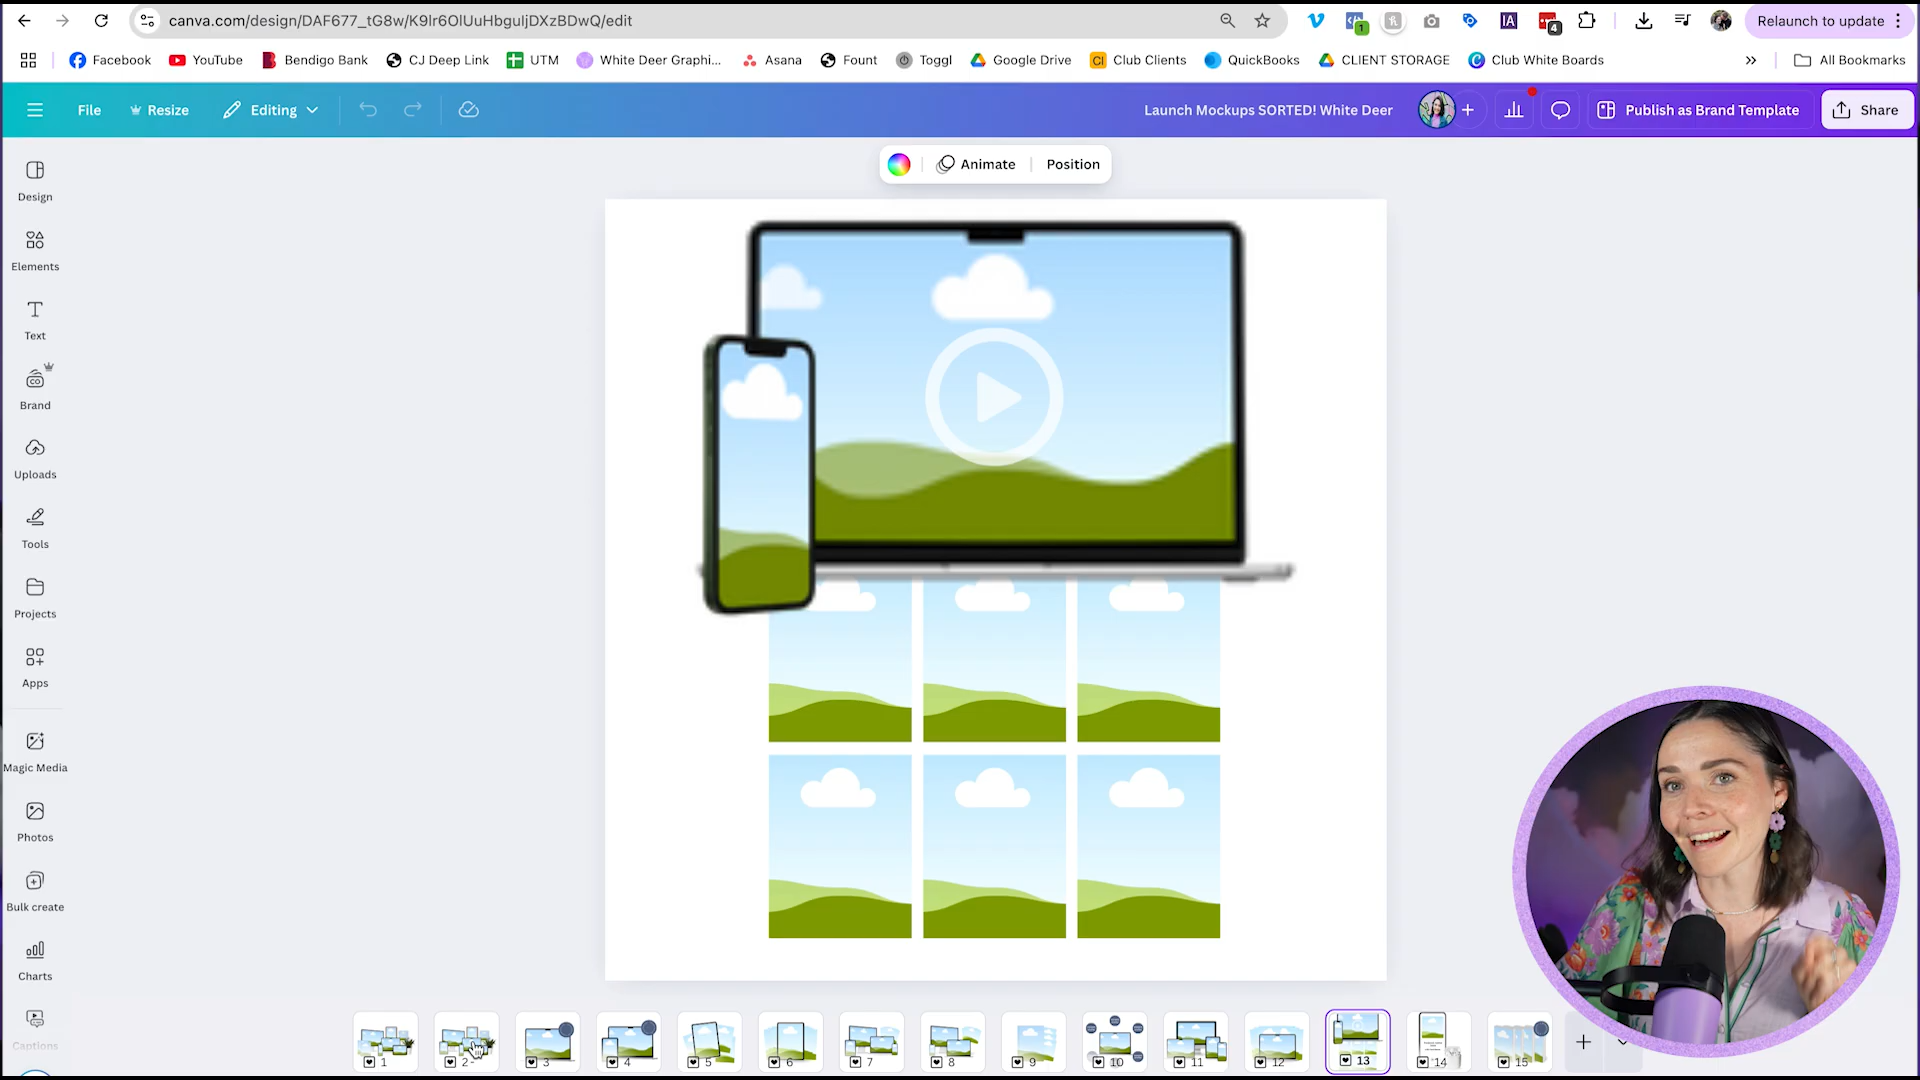 canva.com/design/DAF677_tG8w/K9lr6OlUuHbguljDXzBDwQ/edit
Relaunch to update
1
4
Facebook
YouTube
Bendigo Bank
CJ Deep Link
UTM
White Deer Graphi...
Asana
Fount
Toggl
Google Drive
Club Clients
QuickBooks
CLIENT STORAGE
Club White Boards
All Bookmarks
File
Resize
Editing
Launch Mockups SORTED! White Deer
Publish as Brand Template
Share
Animate
Position
Design
Elements
Text
Brand
Uploads
Tools
Projects
Apps
Magic Media
Photos
Bulk create
Charts
Captions
1
2
3
4
5
6
7
8
9
10
11
12
13
14
15